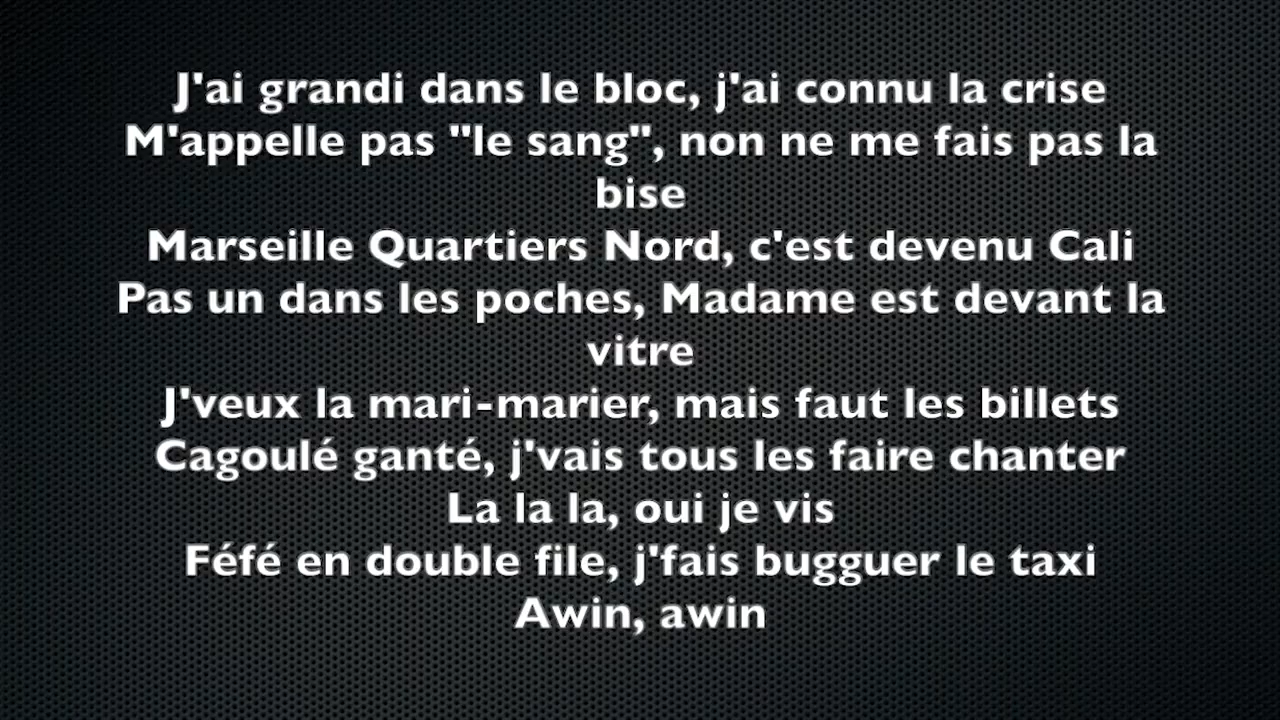 J'ai grandi dans le bloc, j'ai connu la crise
M'appelle pas "le sang", non ne me fais pas la
bise
Marseille Quartiers Nord, c'est devenu Cali
Pas un dans les poches, Madame est devant la
vitre
J'veux la mari-marier, mais faut les billets
Cagoulé ganté, j'vais tous les faire chanter
La la la, oui je vis
Féfé en double file, j'fais bugguer le taxi
Awin, awin